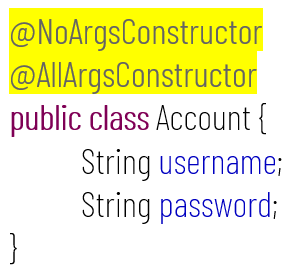 @NoArgsConstructor
@AllArgsConstructor
public class Account {
String username;
String password;
}